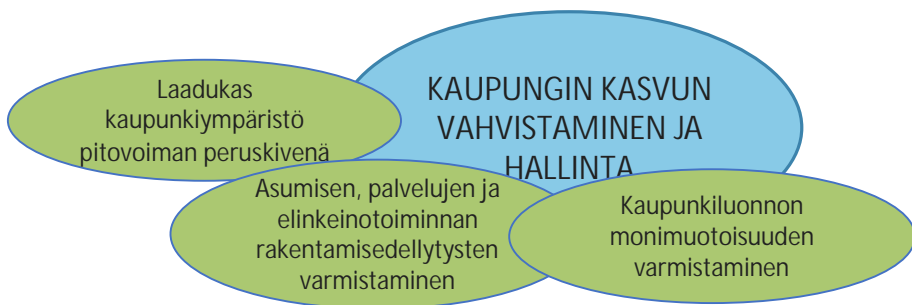 KAUPUNGIN KASVUN
VAHVISTAMINEN JA
HALLINTA
Laadukas
kaupunkiympäristö
pitovoiman peruskivenä
Asumisen, palvelujen ja
elinkeinotoiminnan
rakentamisedellytysten
varmistaminen
Kaupunkiluonnon
monimuotoisuuden
varmistaminen